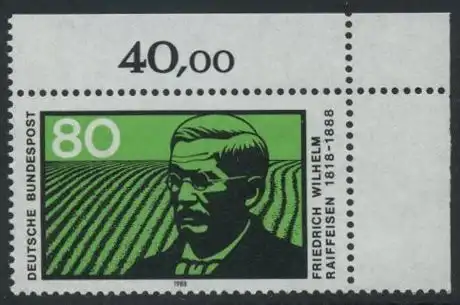 40,00
80
DEUTSCHE BUNDESPOST
FRIEDRICH WILHELM
RAIFFEISEN 1818-1888
1988